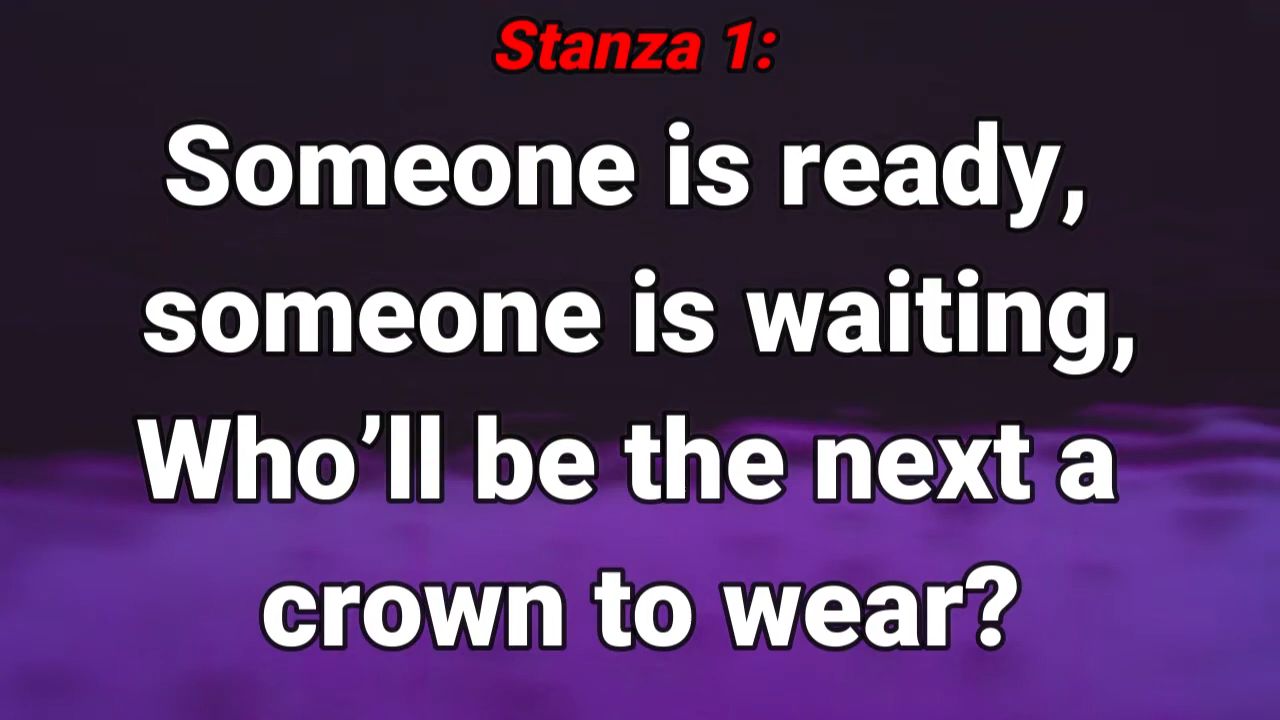 Stanza 1:
Someone is ready,
someone is waiting,
Who’ll be the next a
crown to wear?